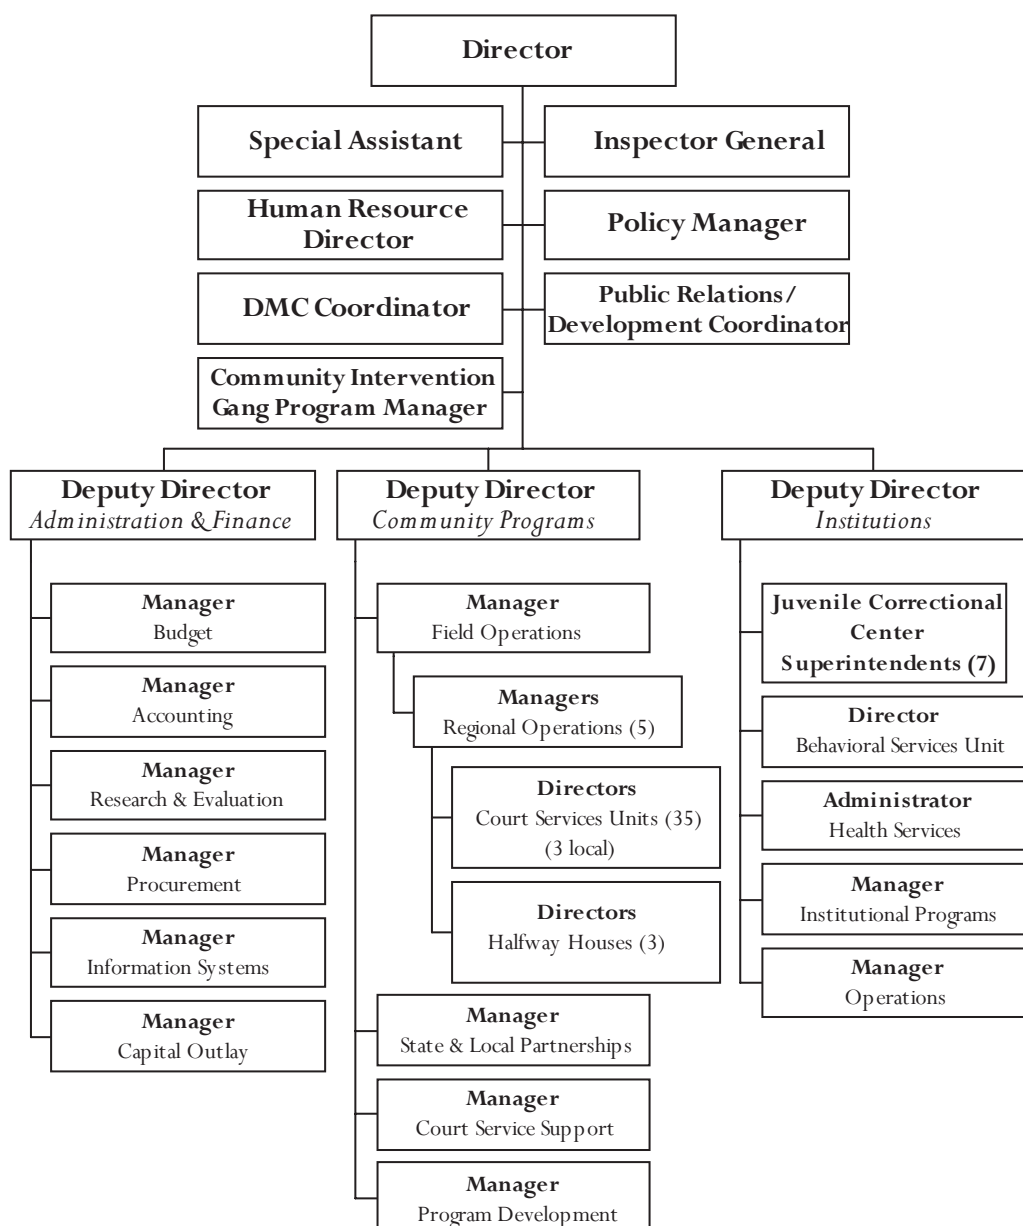 Director
Special Assistant
Inspector General
Human Resource
Director
Policy Manager
DMC Coordinator
Public Relations/
Development Coordinator
Community Intervention
Gang Program Manager
Deputy Director
Administration & Finance
Manager
Budget
Manager
Accounting
Manager
Research & Evaluation
Manager
Procurement
Manager
Information Systems
Manager
Capital Outlay
Deputy Director
Community Programs
Manager
Field Operations
Managers
Regional Operations (5)
Directors
Court Services Units (35)
(3 local)
Directors
Halfway Houses (3)
Manager
State & Local Partnerships
Manager
Court Service Support
Manager
Program Development
Deputy Director
Institutions
Juvenile Correctional
Center
Superintendents (7)
Director
Behavioral Services Unit
Administrator
Health Services
Manager
Institutional Programs
Manager
Operations